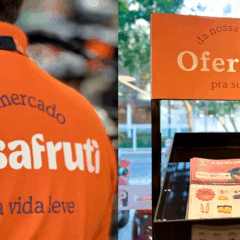 mercado
safruti
a vida leve
da nossa
Ofer
pra su